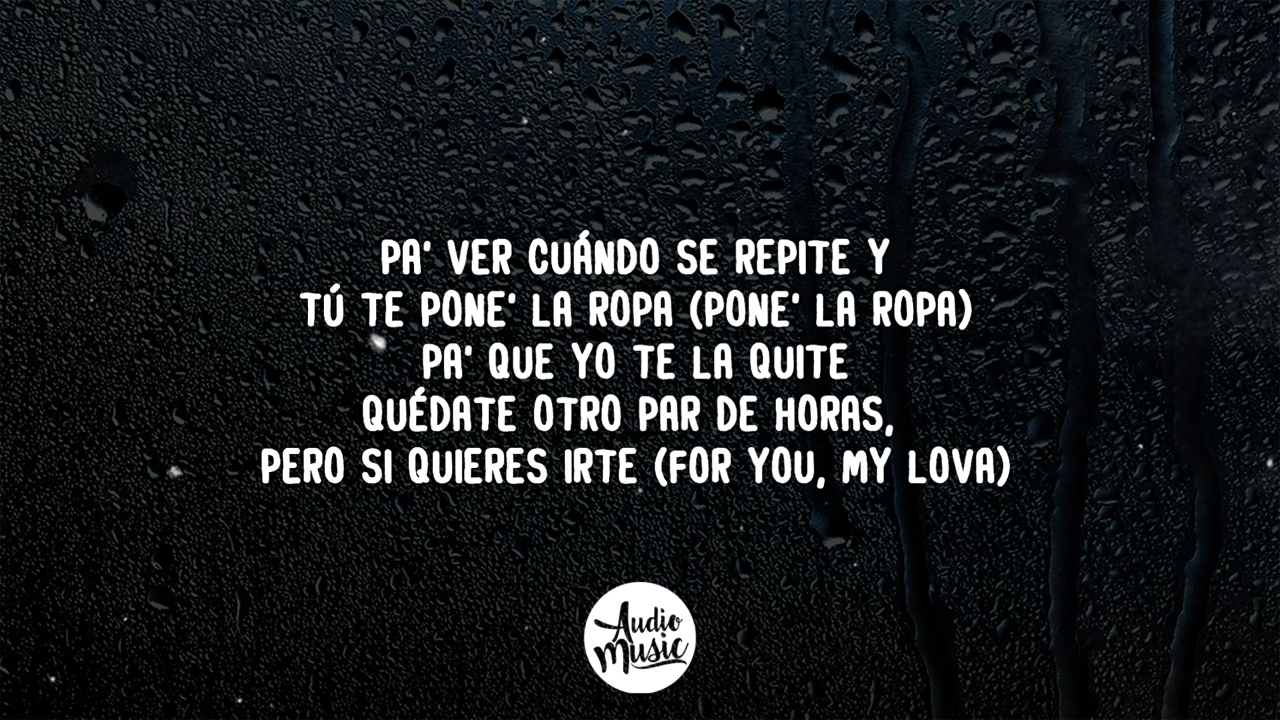 PA' VER CUÁNDO SE REPITE Y
TÚ TE PONE' LA ROPA (PONE' LA ROPA)
PA' QUE YO TE LA QUITE
QUÉDATE OTRO PAR DE HORAS,
PERO SI QUIERES IRTE (FOR YOU, MY LOVA)
Audio
Music